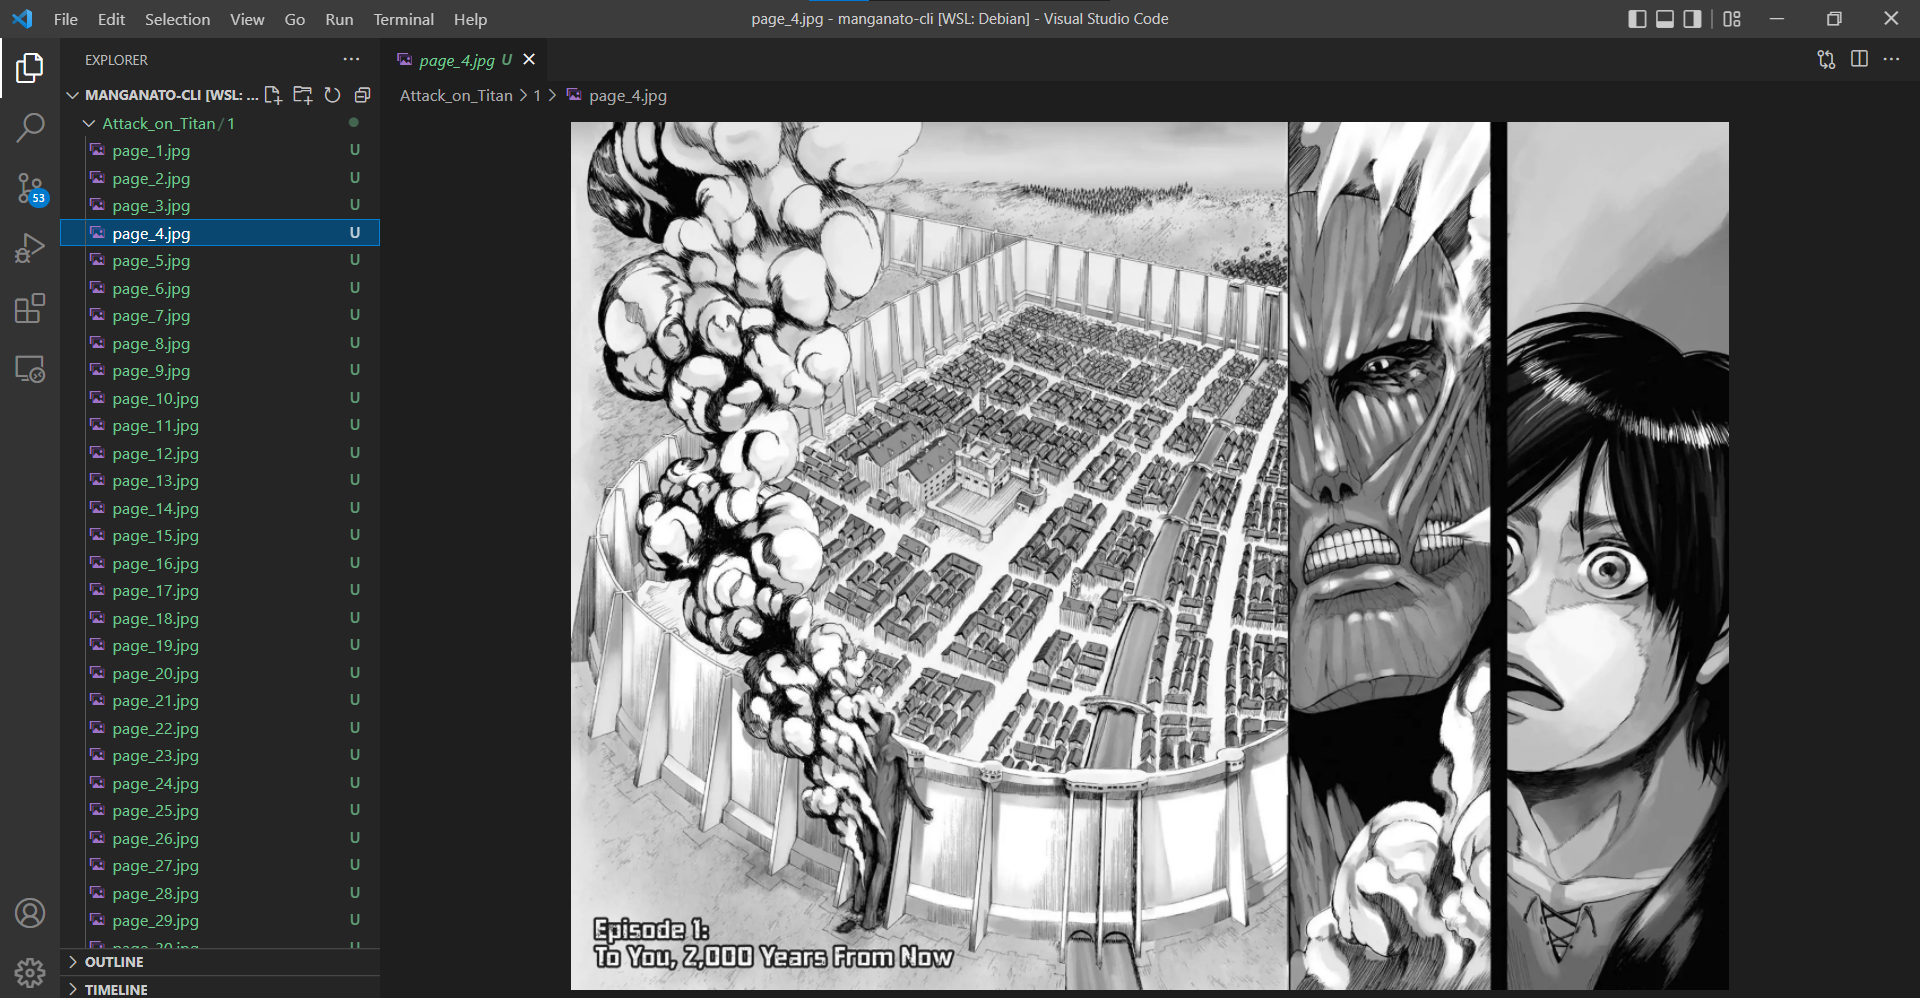 File Edit Selection View Go Run Terminal Help
page_4.jpg - manganato-cli [WSL: Debian] - Visual Studio Code
EXPLORER
page_4.jpg U
MANGANATO-CLI [WSL: ...
Attack_on_Titan > 1 > page_4.jpg
Attack_on_Titan / 1
page_1.jpg U
page_2.jpg U
page_3.jpg U
53
page_4.jpg U
page_5.jpg U
page_6.jpg U
page_7.jpg U
page_8.jpg U
page_9.jpg U
page_10.jpg U
page_11.jpg U
page_12.jpg U
page_13.jpg U
page_14.jpg U
page_15.jpg U
page_16.jpg U
page_17.jpg U
page_18.jpg U
page_19.jpg U
page_20.jpg U
page_21.jpg U
page_22.jpg U
page_23.jpg U
page_24.jpg U
page_25.jpg U
page_26.jpg U
page_27.jpg U
page_28.jpg U
page_29.jpg U
page_30.jpg U
OUTLINE
TIMELINE
Episode 1:
To You, 2,000 Years From Now